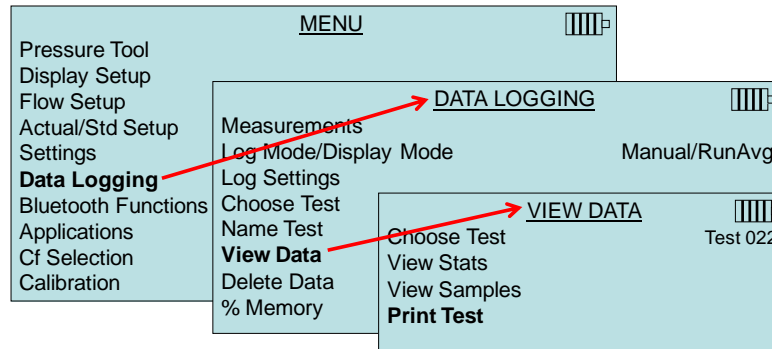 MENU
Pressure Tool
Display Setup
Flow Setup
Actual/Std Setup
Settings
Data Logging
Bluetooth Functions
Applications
Cf Selection
Calibration
DATA LOGGING
Measurements
Log Mode/Display Mode Manual/RunAvg
Log Settings
Choose Test
Name Test
View Data
Delete Data
% Memory
VIEW DATA
Choose Test Test 022
View Stats
View Samples
Print Test